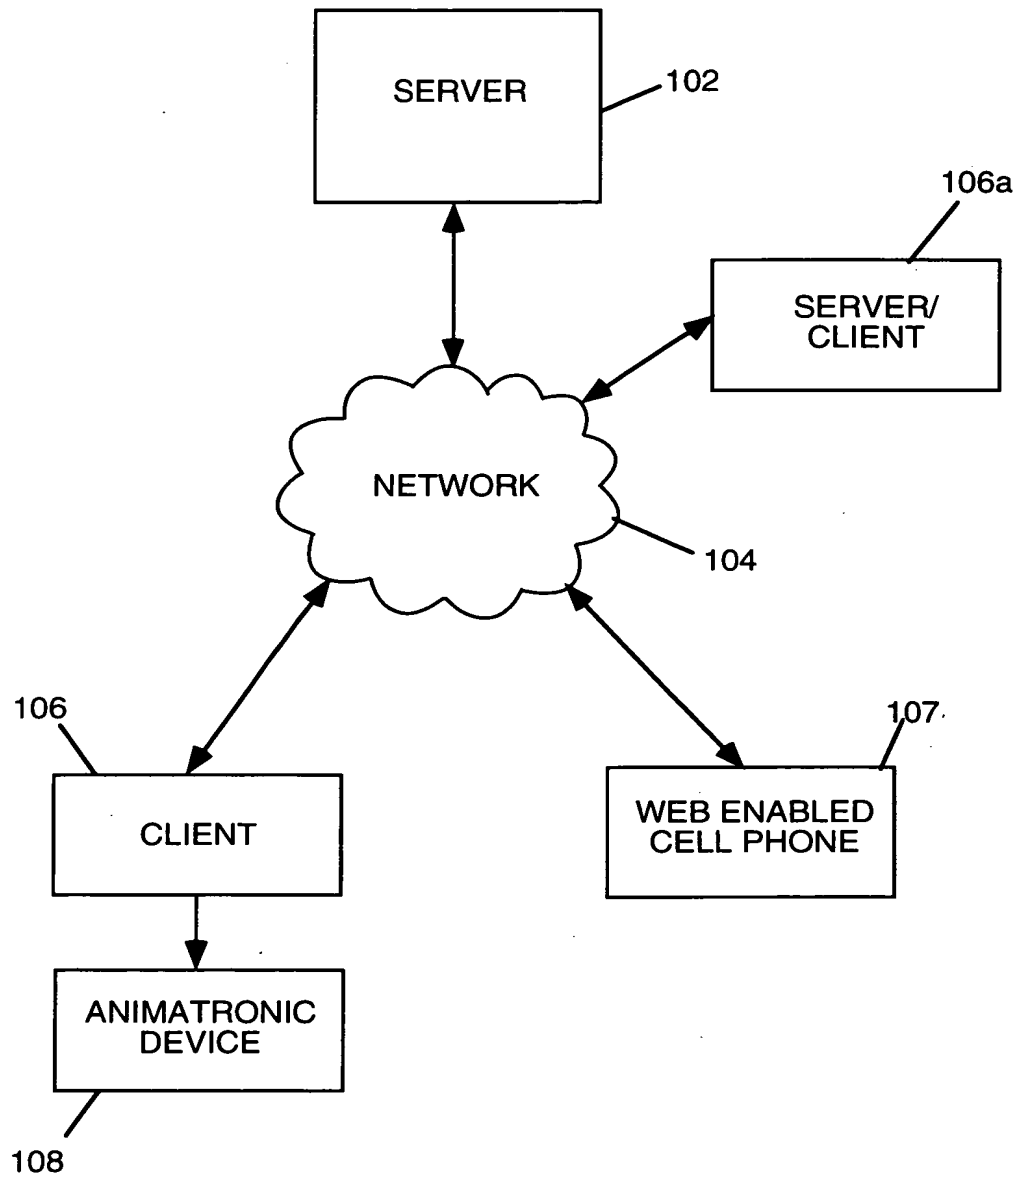 SERVER
102
106a
SERVER/
CLIENT
NETWORK
104
106
107
CLIENT
WEB ENABLED
CELL PHONE
ANIMATRONIC
DEVICE
108